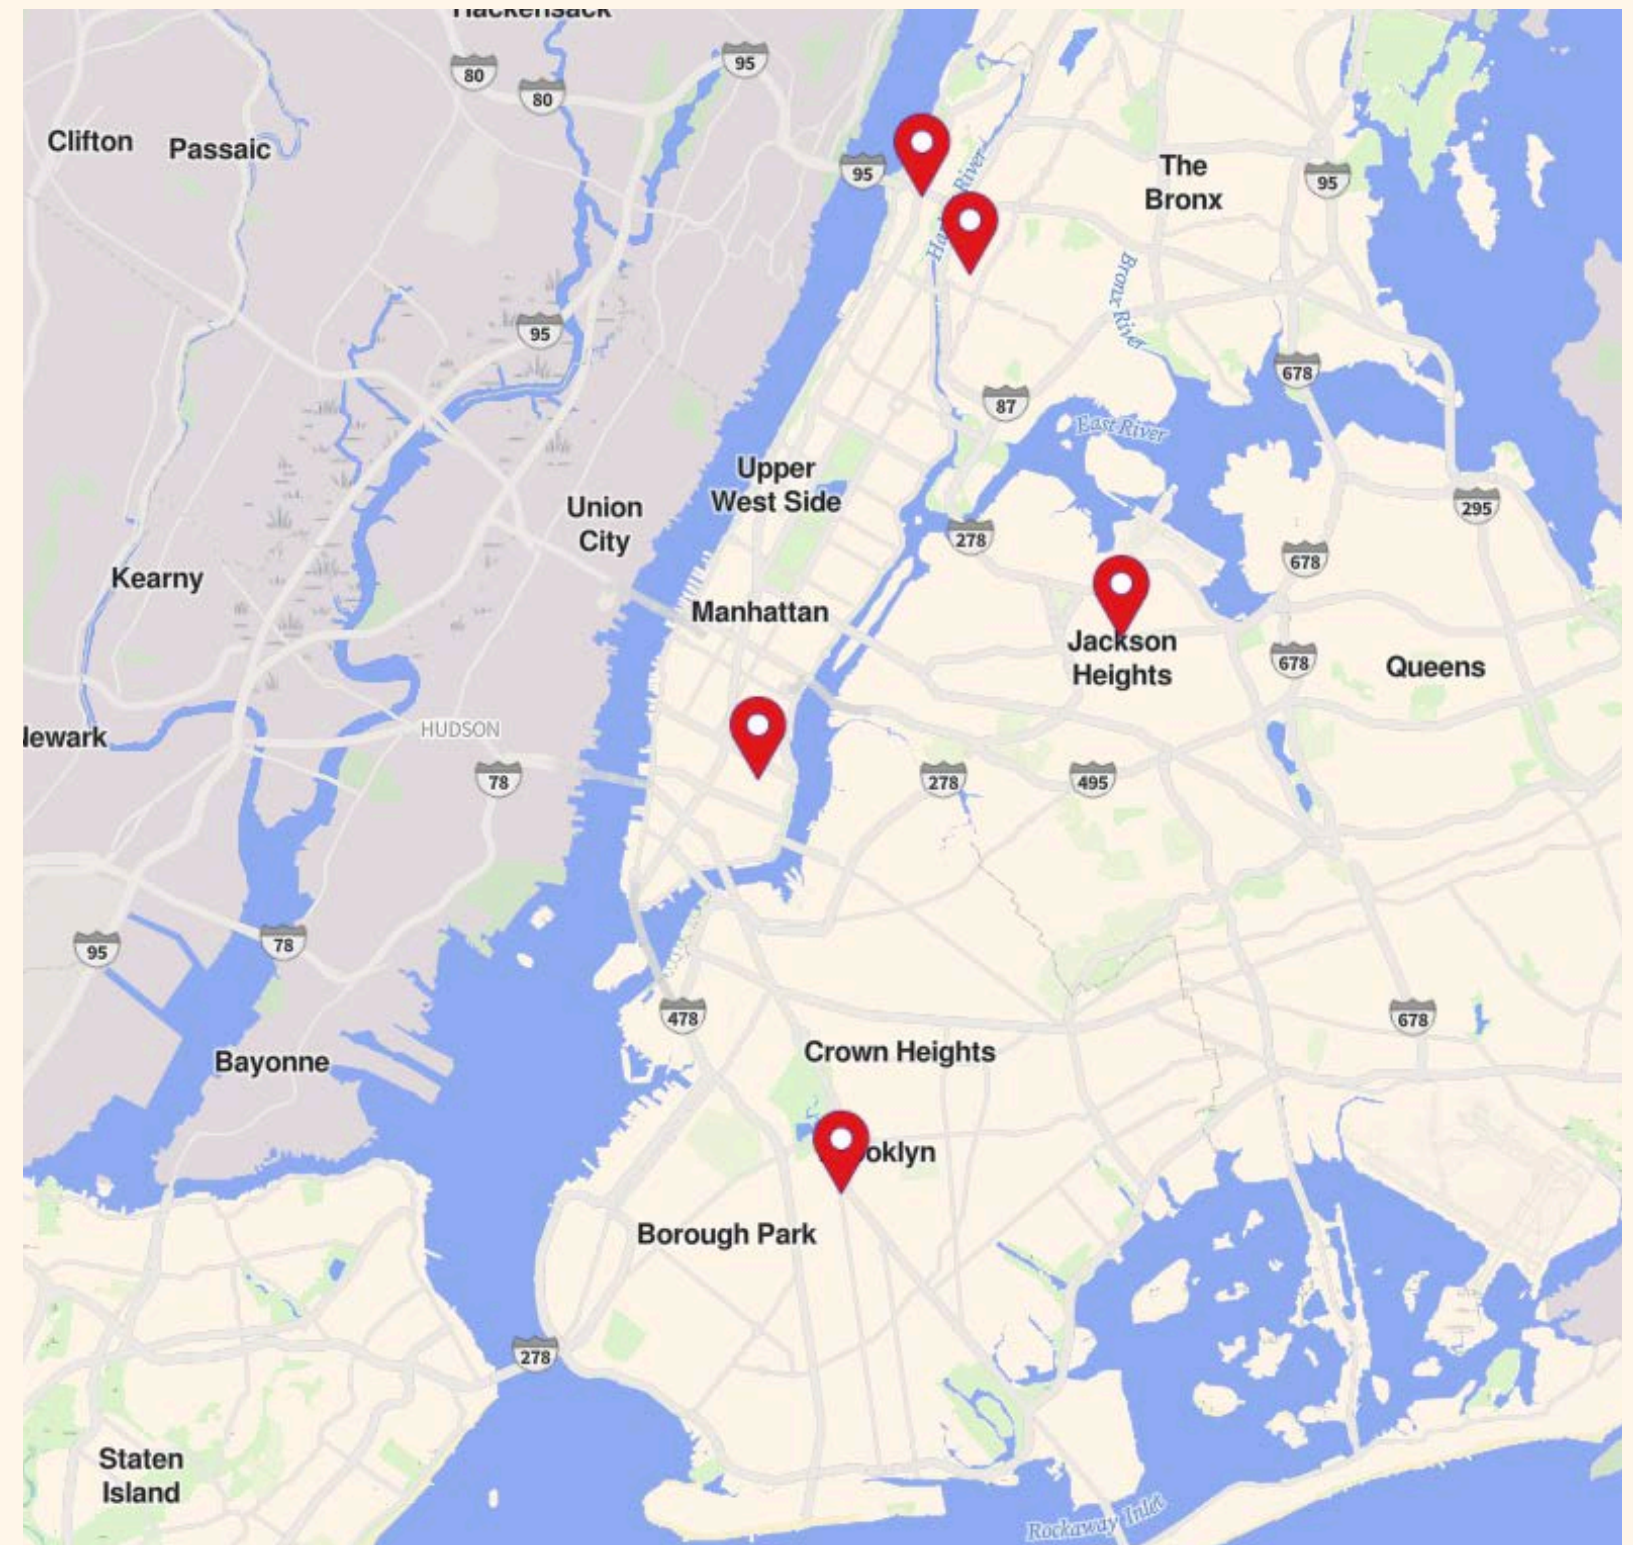 Hackensack
95
80
80
Clifton
Passaic
95
River
The
Bronx
95
Bronx River
95
678
87
East River
Upper
West Side
Union
City
295
278
678
Kearny
Manhattan
Jackson
Heights
678
Queens
HUDSON
78
278
495
95
78
478
678
Crown Heights
Bayonne
oklyn
Borough Park
278
Staten
Island
Rockaway Inlet